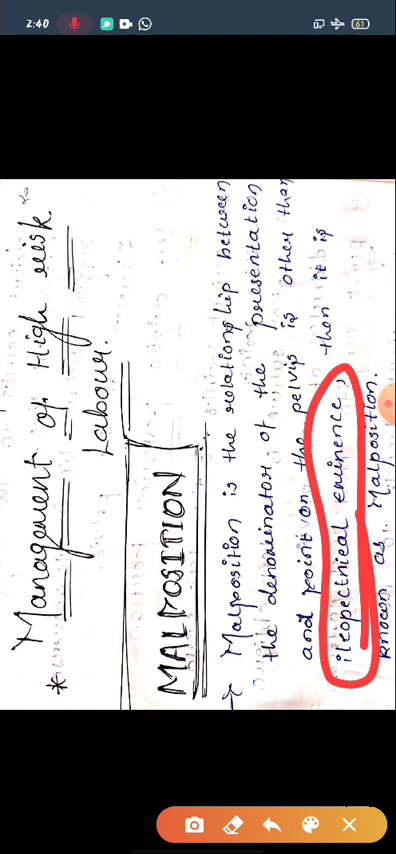 2:40
61
* Management of High risk
Labour.
MALPOSITION
→ Malposition is the relationship between
the denominator of the presentation
and point on the pelvis is other than
ileopectnical eminence, then it is
known as Malposition.